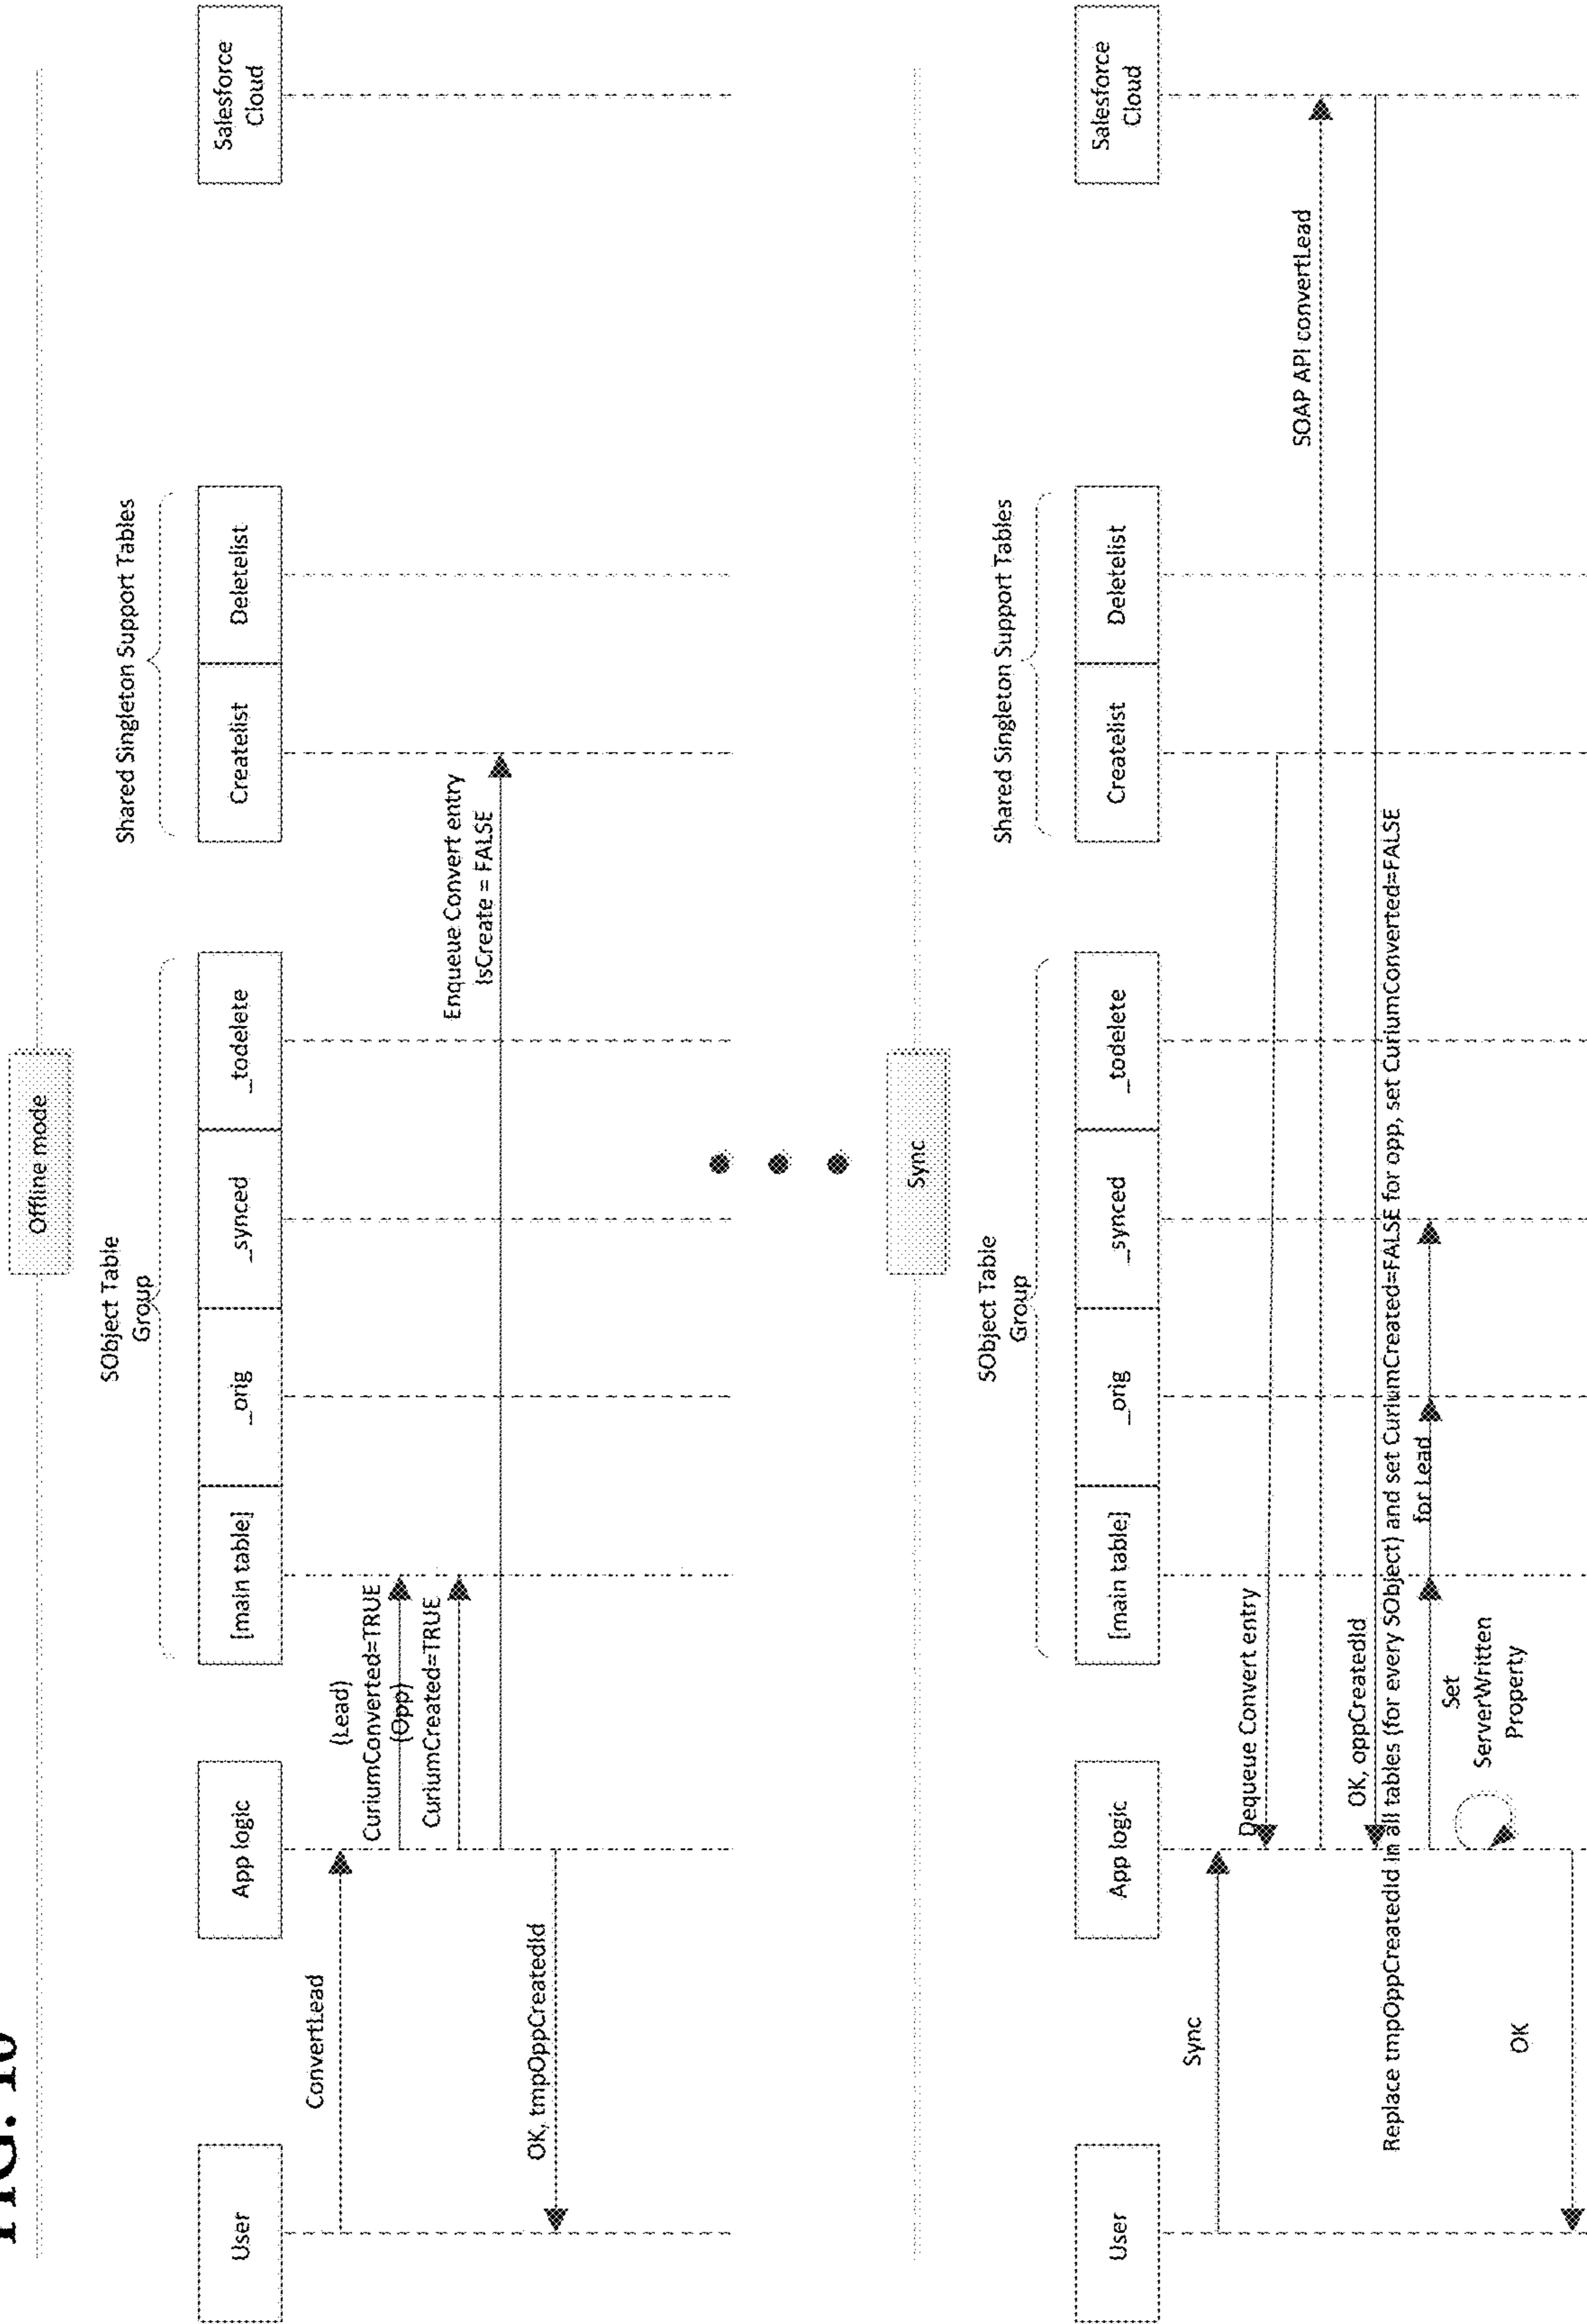 FIG. 10
Offline mode
SObject Table
Group
Shared Singleton Support Tables
User
App logic
[main table]
_orig
_synced
_todelete
Createlist
Deletelist
Salesforce
Cloud
ConvertLead
(Lead)
CuriumConverted=TRUE
(Opp)
CuriumCreated=TRUE
Enqueue Convert entry
IsCreate = FALSE
OK, tmpOppCreatedId
Sync
SObject Table
Group
Shared Singleton Support Tables
User
App logic
[main table]
_orig
_synced
_todelete
Createlist
Deletelist
Salesforce
Cloud
Sync
Dequeue Convert entry
SOAP API convertLead
OK, oppCreatedId
Replace tmpOppCreatedId in all tables (for every SObject) and set CuriumCreated=FALSE for opp, set CuriumConverted=FALSE
for Lead
Set
ServerWritten
Property
OK